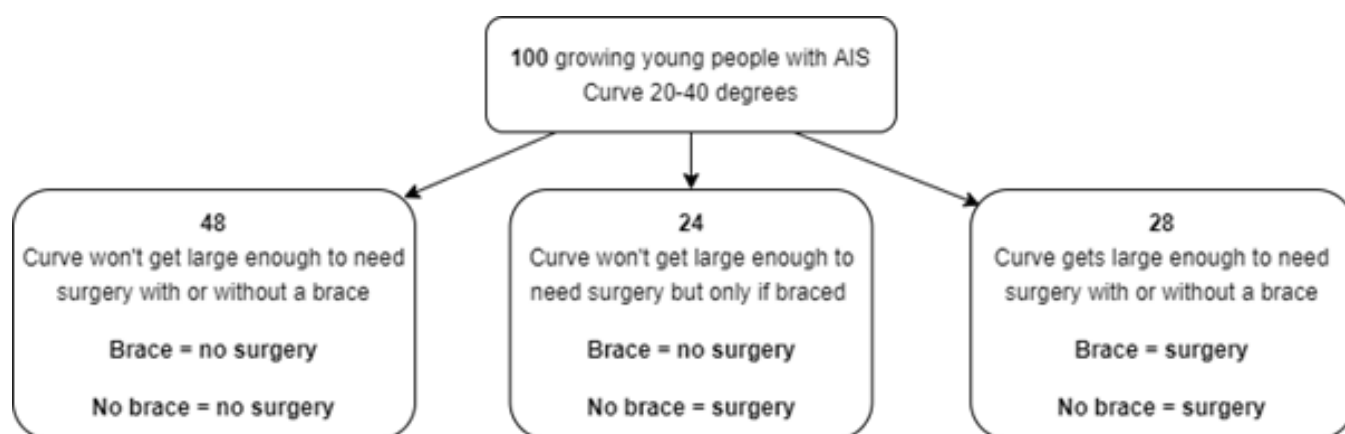 100 growing young people with AIS
Curve 20-40 degrees
48
Curve won't get large enough to need
surgery with or without a brace
Brace = no surgery
No brace = no surgery
24
Curve won't get large enough to
need surgery but only if braced
Brace = no surgery
No brace = surgery
28
Curve gets large enough to need
surgery with or without a brace
Brace = surgery
No brace = surgery